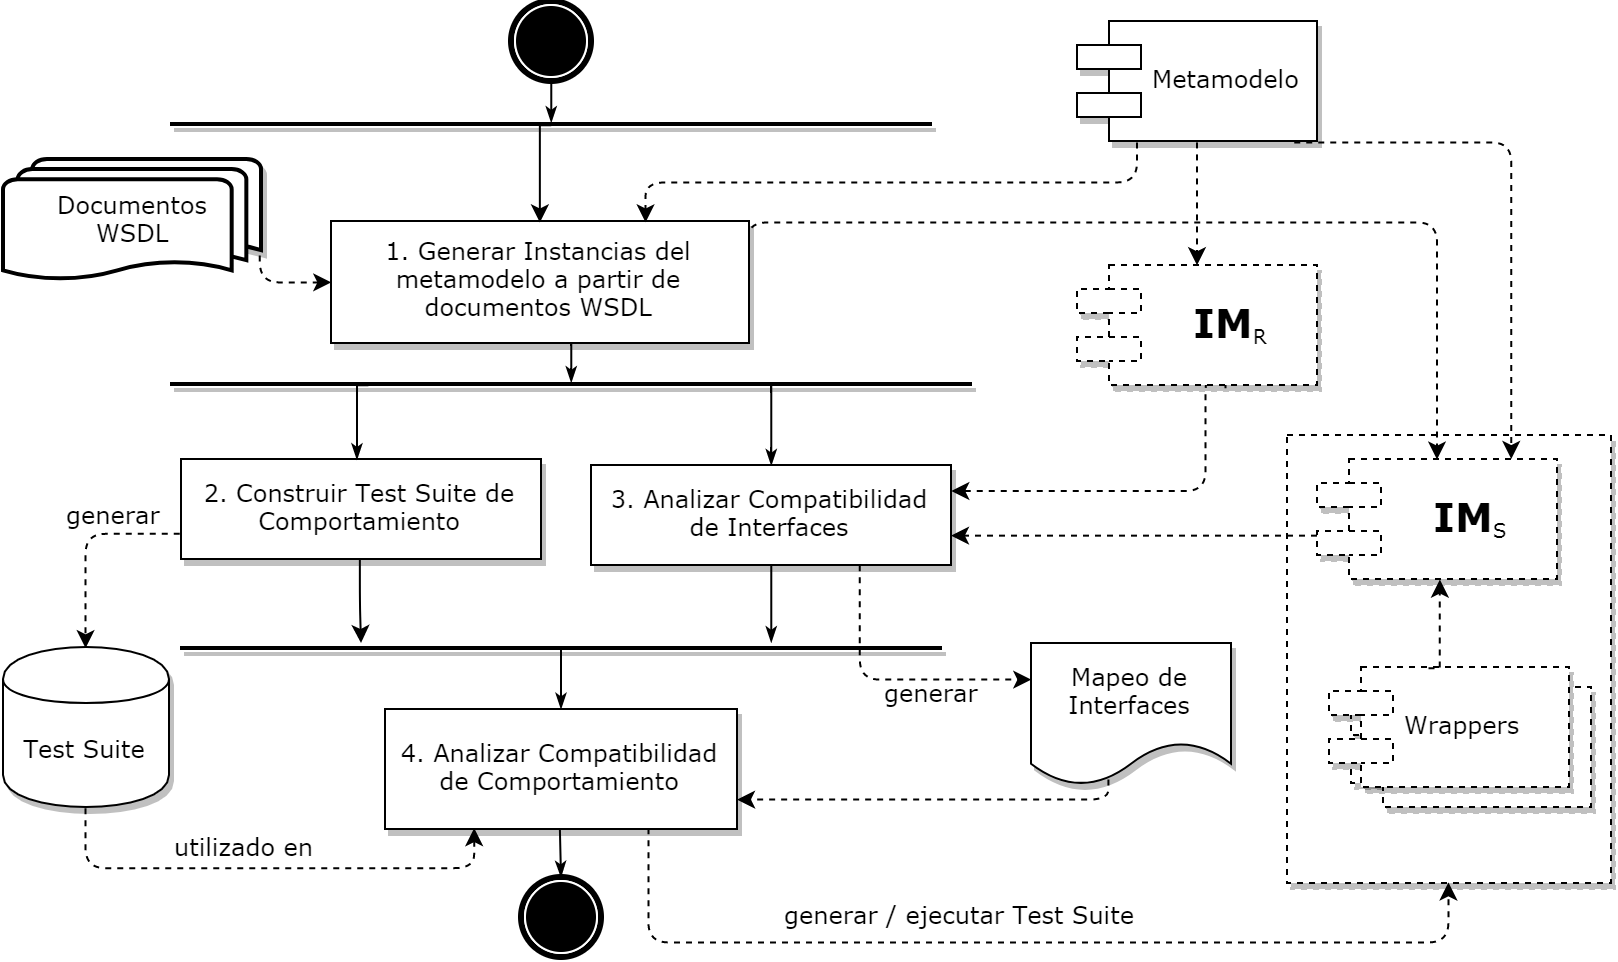 Metamodelo
Documentos
WSDL
1. Generar Instancias del
metamodelo a partir de
documentos WSDL
IMR
2. Construir Test Suite de
Comportamiento
3. Analizar Compatibilidad
de Interfaces
IMS
generar
generar
Mapeo de
Interfaces
Wrappers
Test Suite
4. Analizar Compatibilidad
de Comportamiento
utilizado en
generar / ejecutar Test Suite